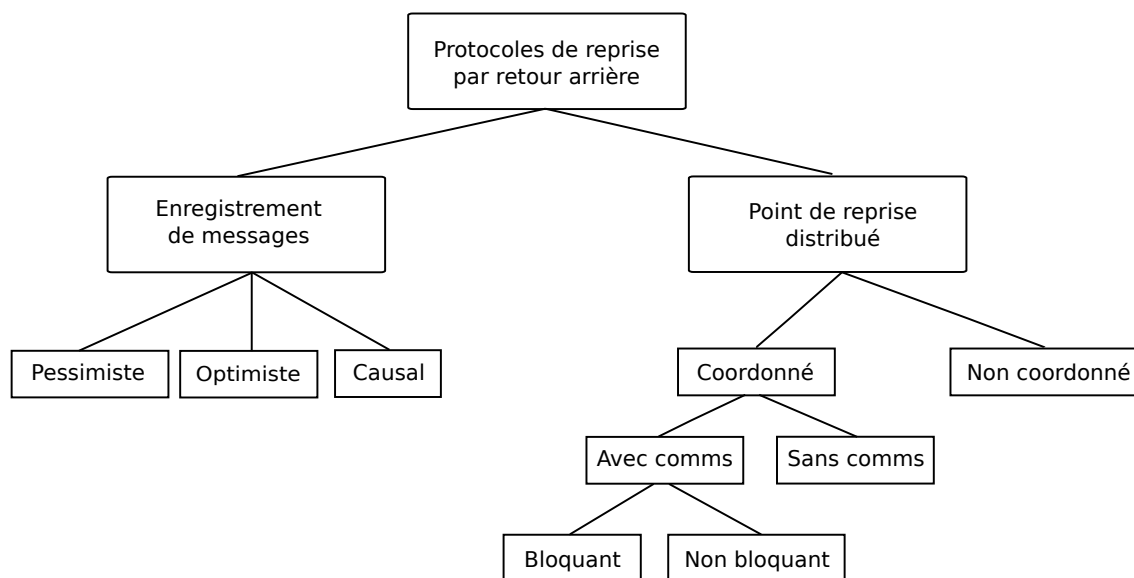 Protocoles de reprise
par retour arrière
Enregistrement
de messages
Point de reprise
distribué
Pessimiste
Optimiste
Causal
Coordonné
Non coordonné
Avec comms
Sans comms
Bloquant
Non bloquant